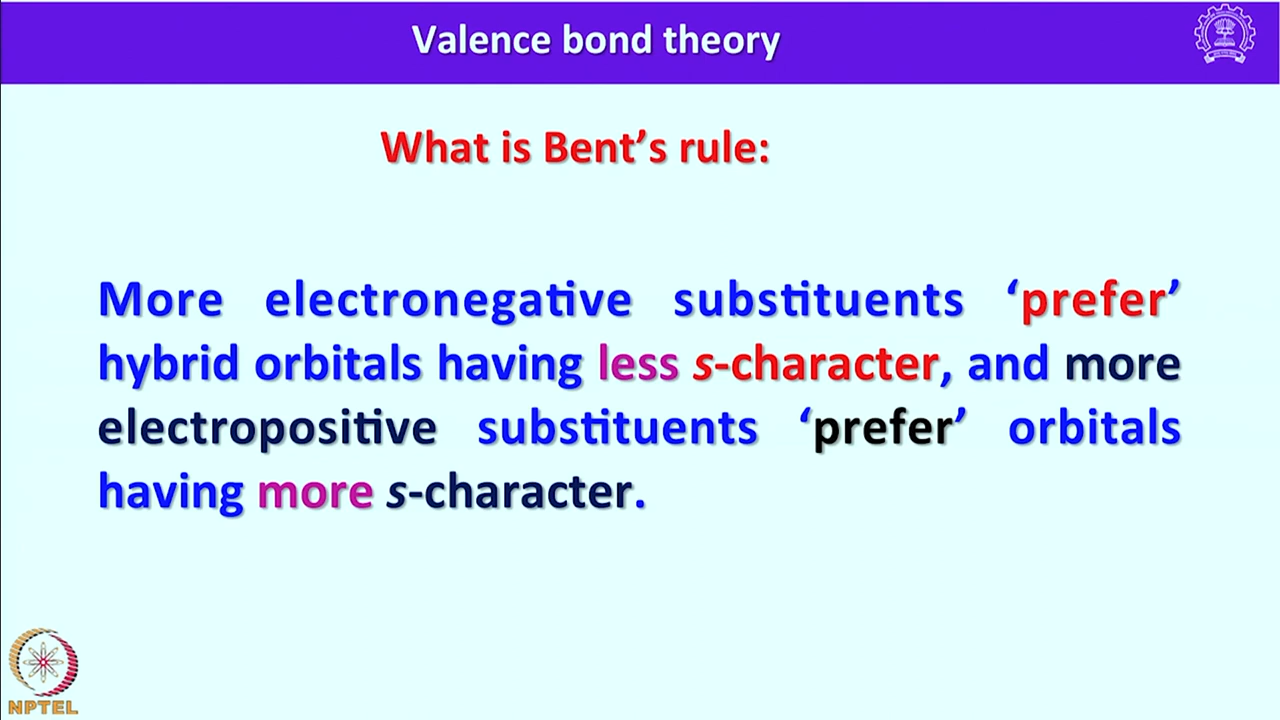 Valence bond theory
What is Bent’s rule:
More electronegative substituents ‘prefer’
hybrid orbitals having less s-character, and more
electropositive substituents ‘prefer’ orbitals
having more s-character.
NPTEL